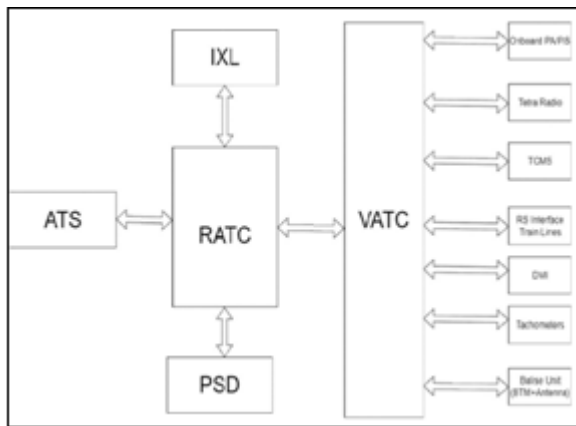 IXL
ATS
RATC
PSD
VATC
Onboard PA/PIS
Tetra Radio
TCMS
RS Interface
Train Lines
DMI
Tachometers
Balise Unit
(BTM+Antenna)